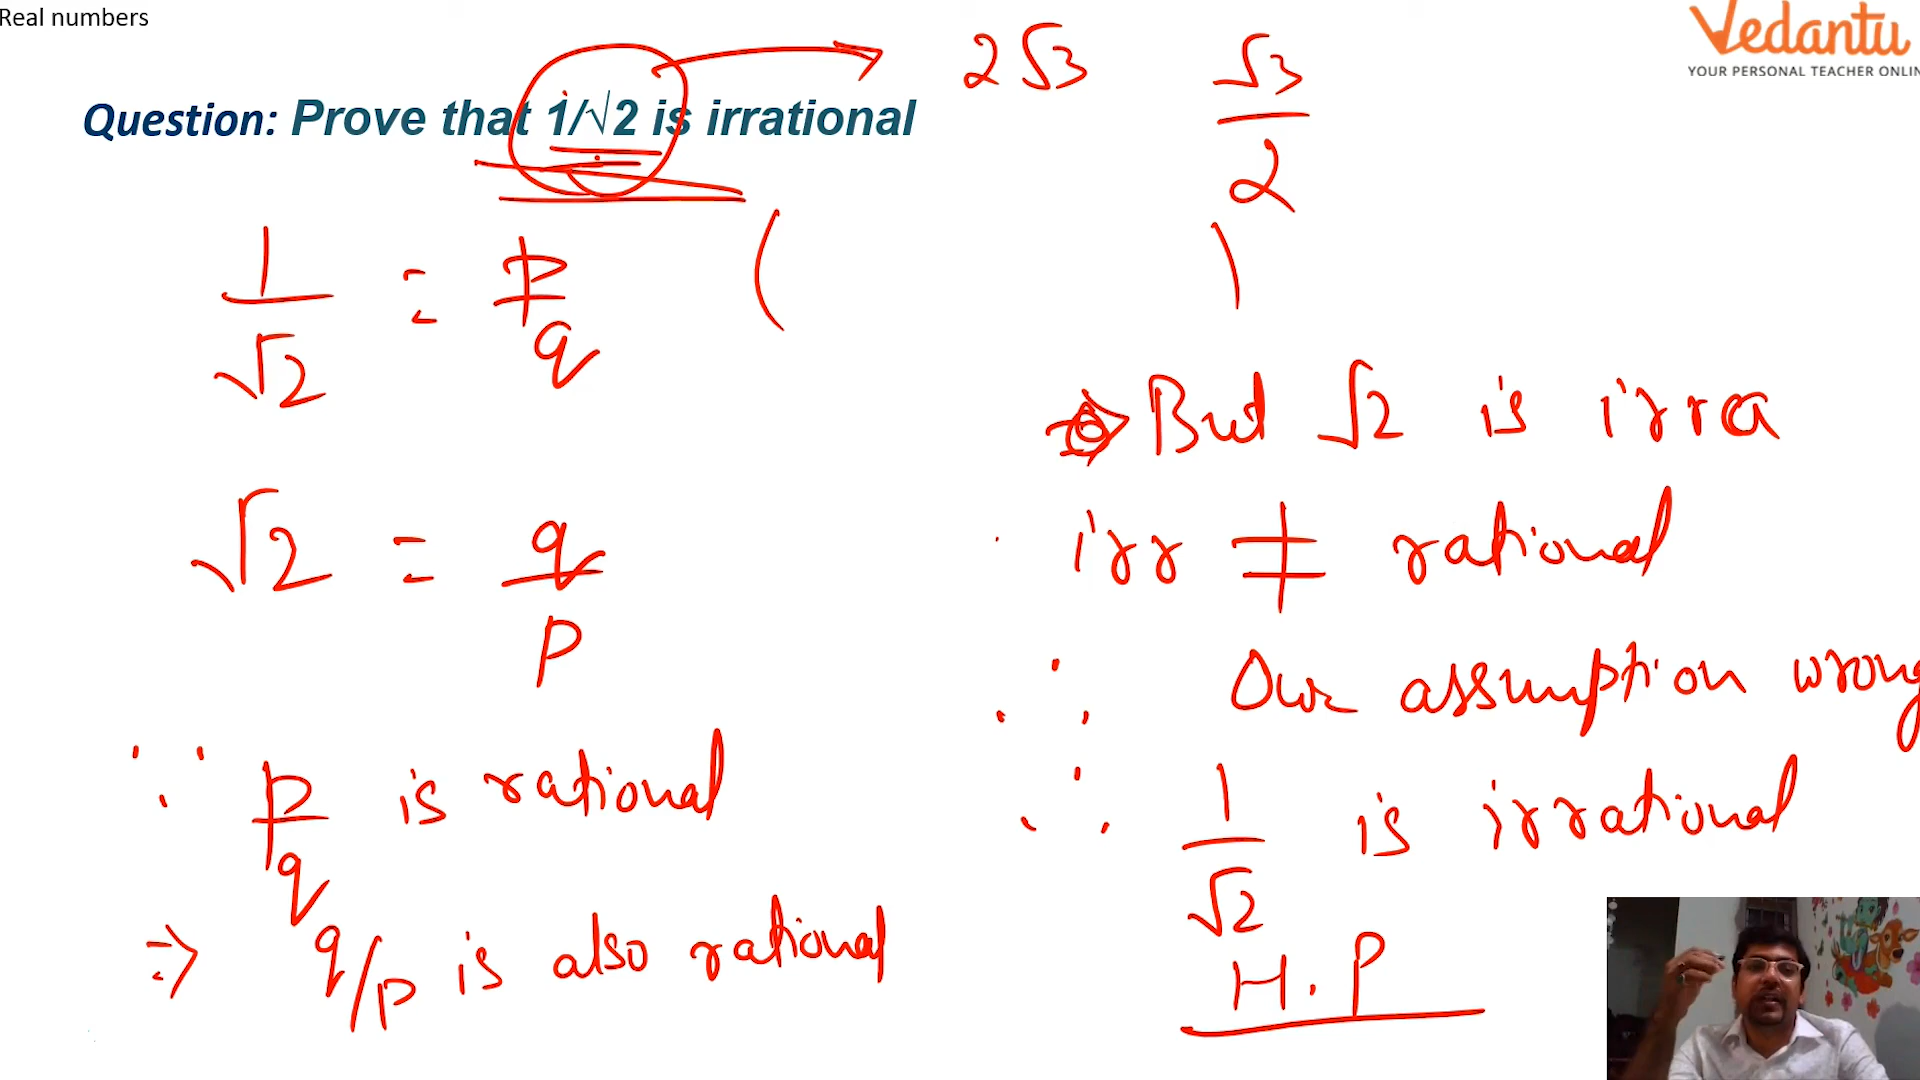 Real numbers
Vedantu
YOUR PERSONAL TEACHER ONLIN
Question: Prove that 1/√2 is irrational
2√3
√3/2
( )
1/√2 = p/q
√2 = q/p
∵ p/q is rational
⇒ q/p is also rational
But √2 is irra
irr ≠ rational
∴ Our assumption wrong
∴ 1/√2 is irrational
H.P